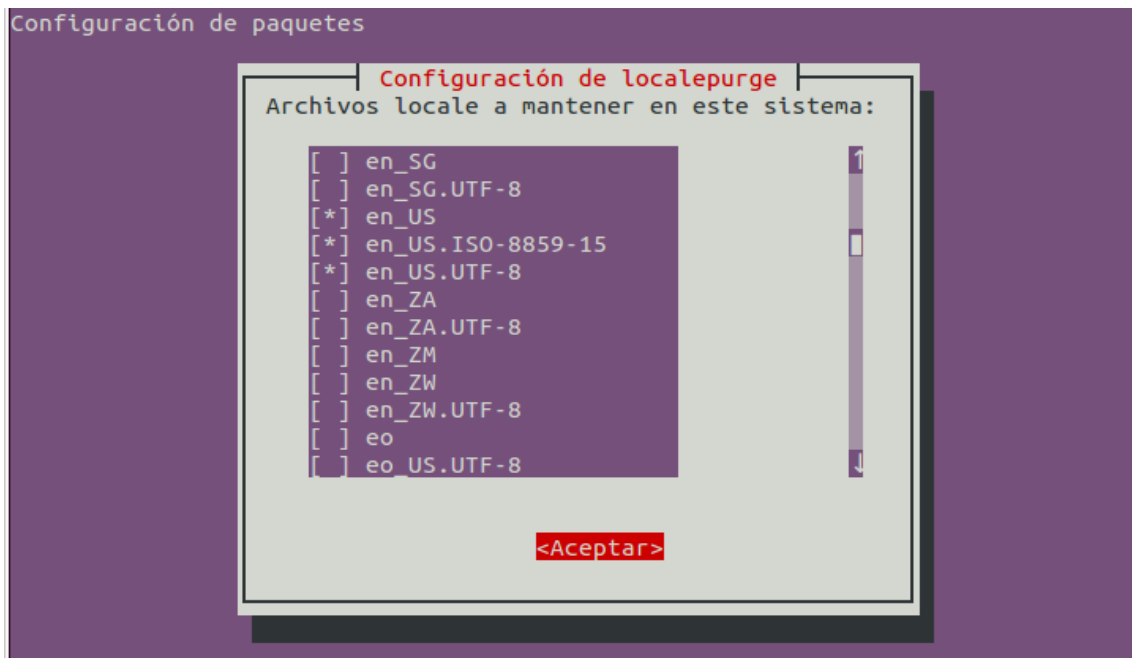 Configuración de paquetes
Configuración de localepurge
Archivos locale a mantener en este sistema:
[ ] en_SG
[ ] en_SG.UTF-8
[*] en_US
[*] en_US.ISO-8859-15
[*] en_US.UTF-8
[ ] en_ZA
[ ] en_ZA.UTF-8
[ ] en_ZM
[ ] en_ZW
[ ] en_ZW.UTF-8
[ ] eo
[ ] eo_US.UTF-8
<Aceptar>